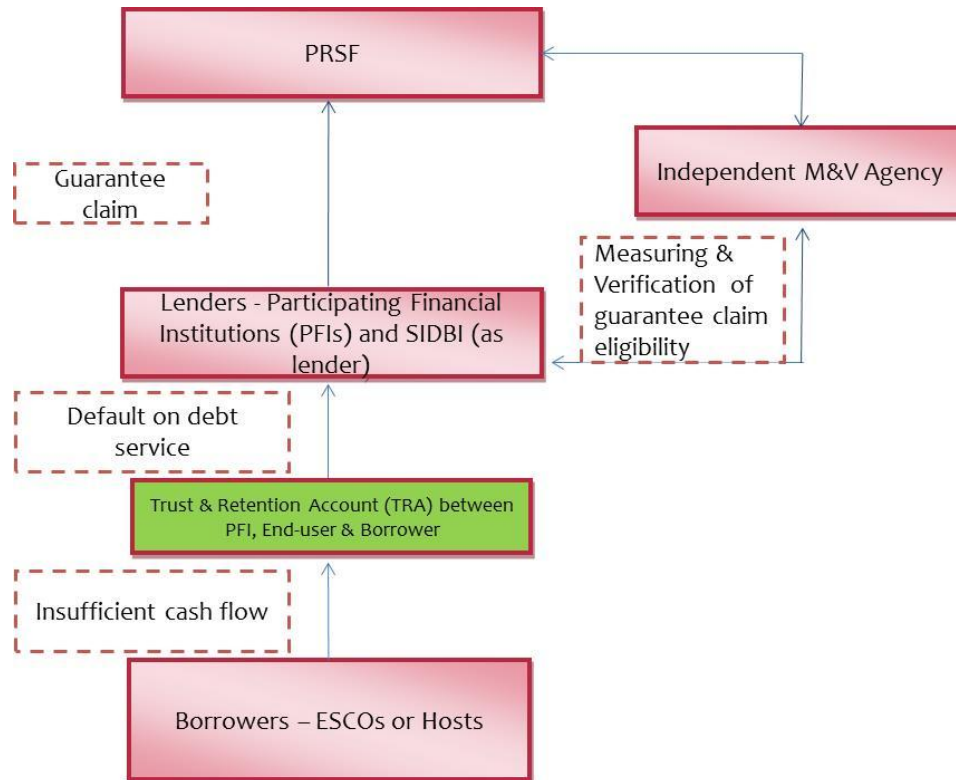 PRSF
Independent M&V Agency
Guarantee
claim
Measuring &
Verification of
guarantee claim
eligibility
Lenders - Participating Financial
Institutions (PFIs) and SIDBI (as
lender)
Default on debt
service
Trust & Retention Account (TRA) between
PFI, End-user & Borrower
Insufficient cash flow
Borrowers – ESCOs or Hosts